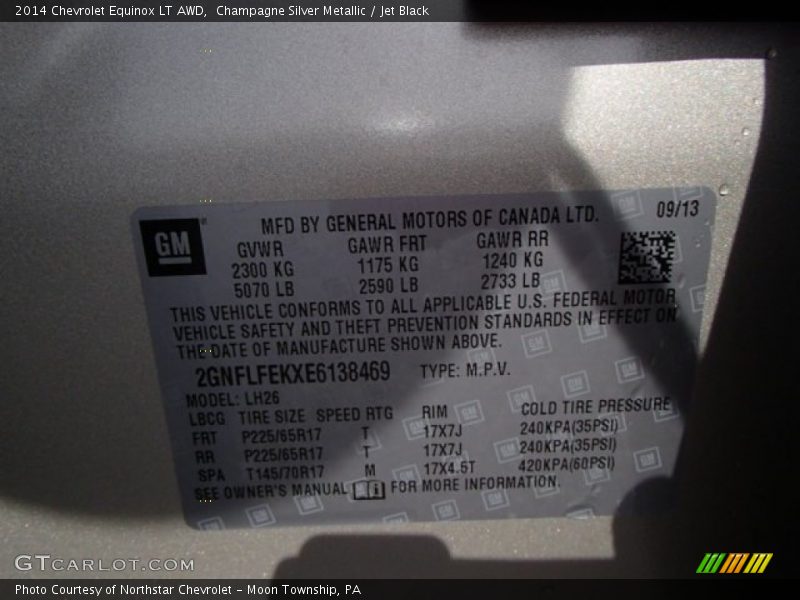 2014 Chevrolet Equinox LT AWD, Champagne Silver Metallic / Jet Black
GM
MFD BY GENERAL MOTORS OF CANADA LTD. 09/13
GVWR GAWR FRT GAWR RR
2300 KG 1175 KG 1240 KG
5070 LB 2590 LB 2733 LB
THIS VEHICLE CONFORMS TO ALL APPLICABLE U.S. FEDERAL MOTOR
VEHICLE SAFETY AND THEFT PREVENTION STANDARDS IN EFFECT ON
THE DATE OF MANUFACTURE SHOWN ABOVE.
2GNFLFEKXE6138469 TYPE: M.P.V.
MODEL: LH26
LBCG TIRE SIZE SPEED RTG RIM COLD TIRE PRESSURE
FRT P225/65R17 T 17X7J 240KPA(35PSI)
RR P225/65R17 T 17X7J 240KPA(35PSI)
SPA T145/70R17 M 17X4.5T 420KPA(60PSI)
SEE OWNER'S MANUAL FOR MORE INFORMATION.
GTCARLOT.COM
Photo Courtesy of Northstar Chevrolet – Moon Township, PA